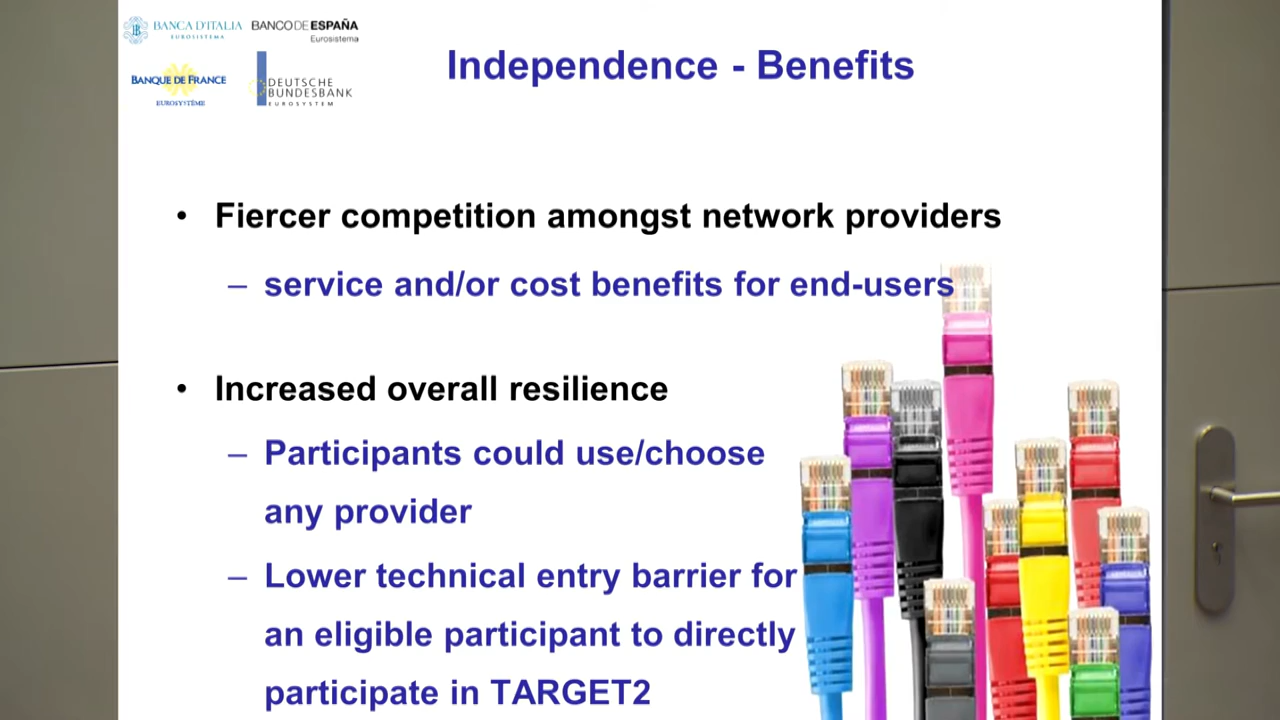 BANCA D'ITALIA
EUROSISTEMA
BANCO DE ESPAÑA
Eurosistema
BANQUE DE FRANCE
EUROSYSTÈME
DEUTSCHE
BUNDESBANK
EUROSYSTEM
Independence - Benefits
• Fiercer competition amongst network providers
– service and/or cost benefits for end-users
• Increased overall resilience
– Participants could use/choose
any provider
– Lower technical entry barrier for
an eligible participant to directly
participate in TARGET2